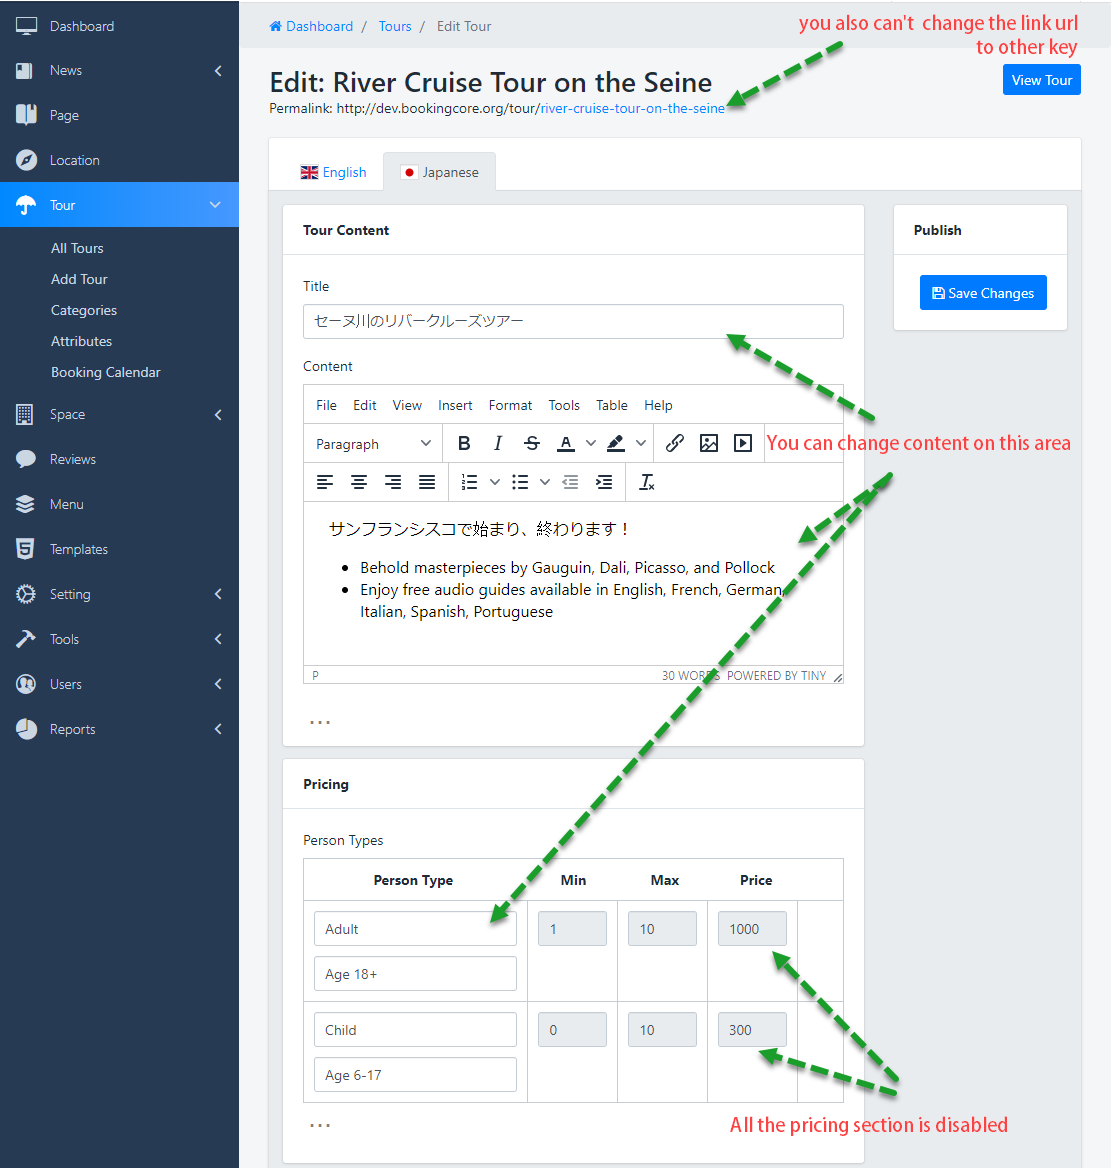 Dashboard
News
Page
Location
Tour
All Tours
Add Tour
Categories
Attributes
Booking Calendar
Space
Reviews
Menu
Templates
Setting
Tools
Users
Reports
Dashboard / Tours / Edit Tour
you also can't change the link url
to other key
Edit: River Cruise Tour on the Seine
View Tour
Permalink: http://dev.bookingcore.org/tour/river-cruise-tour-on-the-seine
English
Japanese
Tour Content
Publish
Save Changes
Title
セーヌ川のリバークルーズツアー
Content
File Edit View Insert Format Tools Table Help
Paragraph
You can change content on this area
サンフランシスコで始まり、終わります！
Behold masterpieces by Gauguin, Dali, Picasso, and Pollock
Enjoy free audio guides available in English, French, German,
Italian, Spanish, Portuguese
P
30 WORDS POWERED BY TINY
...
Pricing
Person Types
Person Type Min Max Price
Adult 1 10 1000
Age 18+
Child 0 10 300
Age 6-17
...
All the pricing section is disabled